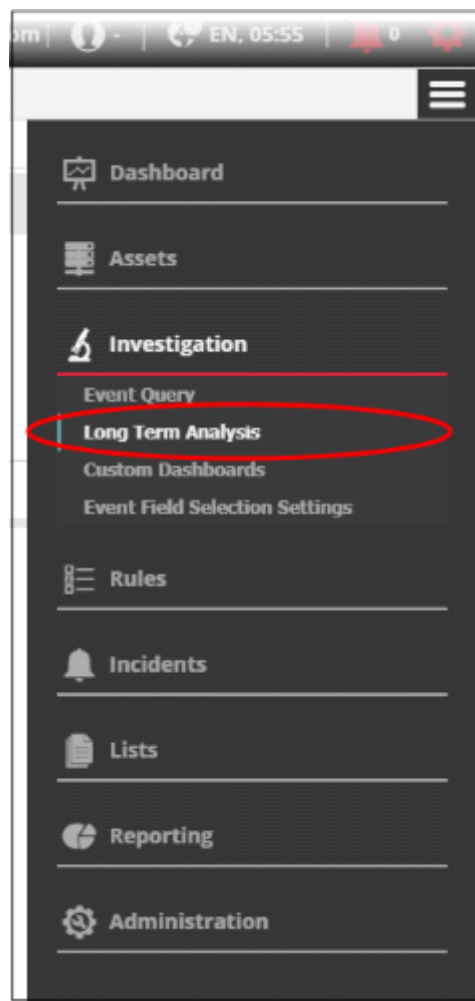 om - EN, 05:55 0
Dashboard
Assets
Investigation
Event Query
Long Term Analysis
Custom Dashboards
Event Field Selection Settings
Rules
Incidents
Lists
Reporting
Administration